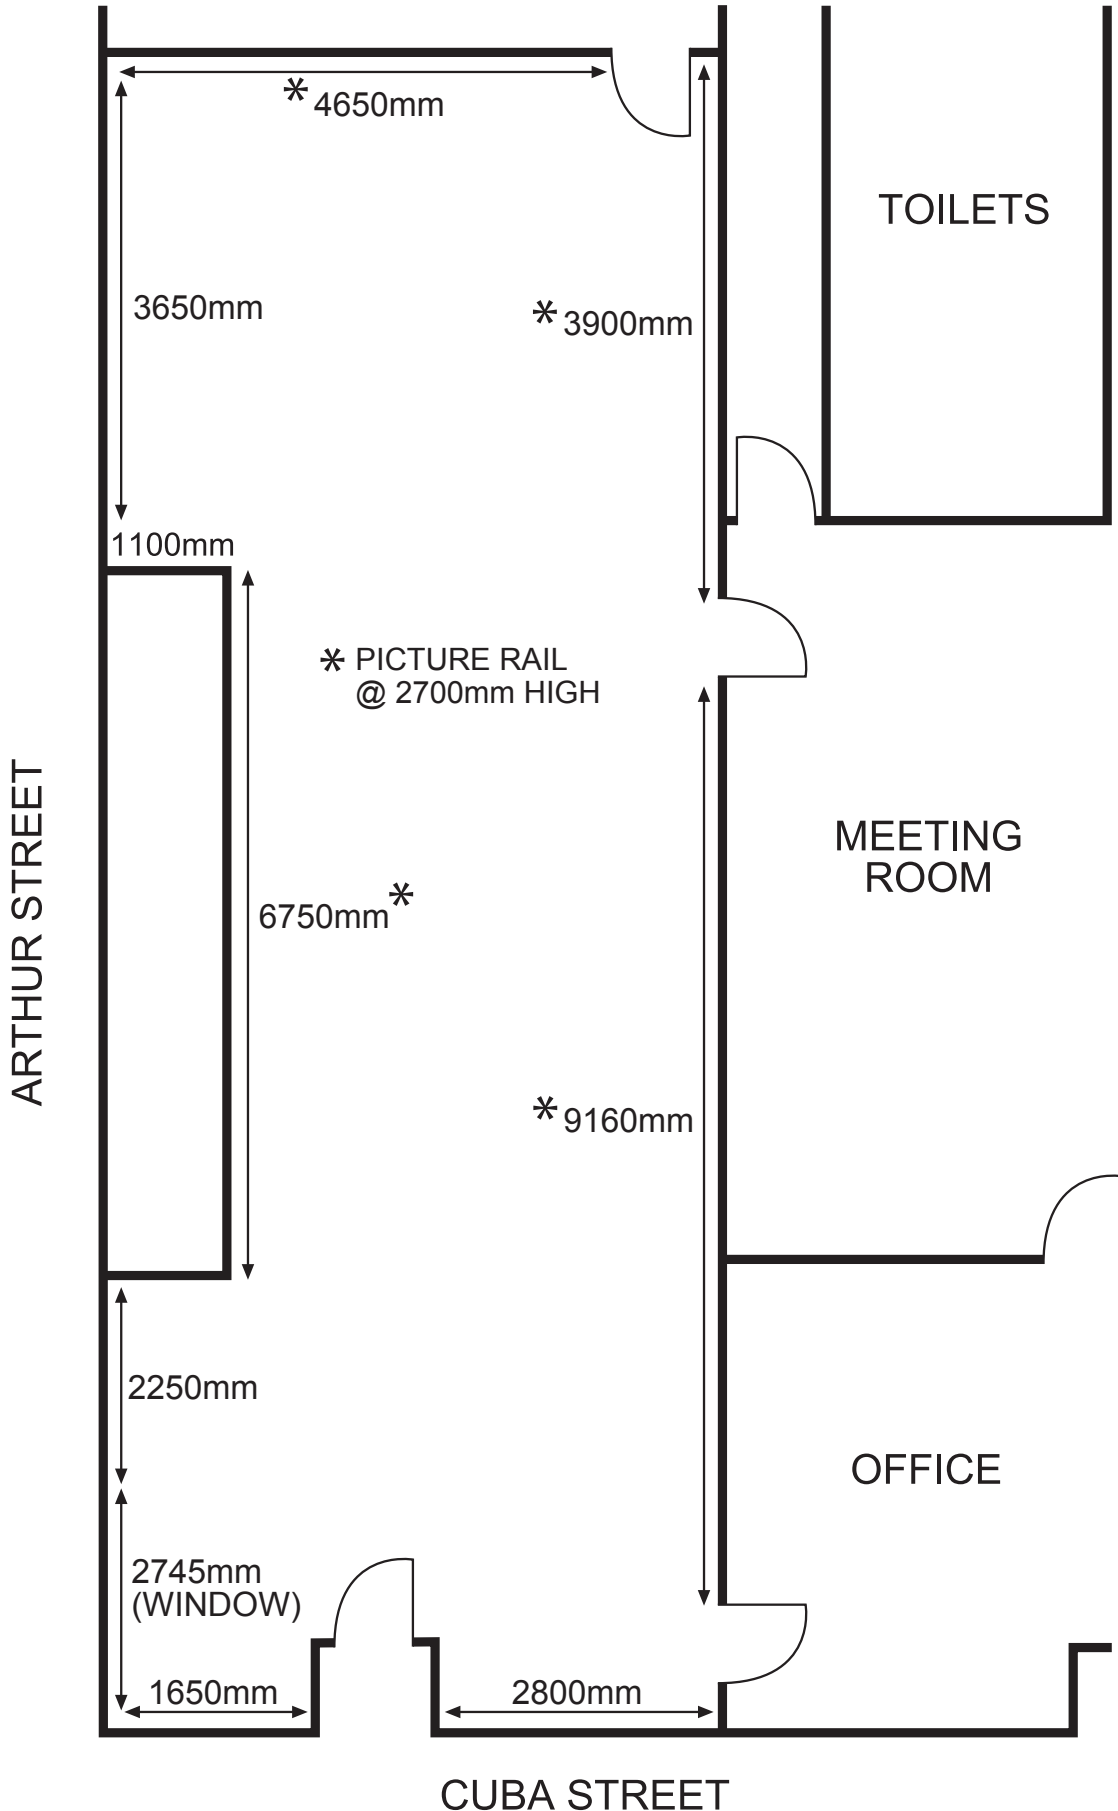 * 4650mm
TOILETS
3650mm
* 3900mm
1100mm
* PICTURE RAIL
@ 2700mm HIGH
ARTHUR STREET
MEETING
ROOM
6750mm*
* 9160mm
2250mm
OFFICE
2745mm
(WINDOW)
1650mm
2800mm
CUBA STREET